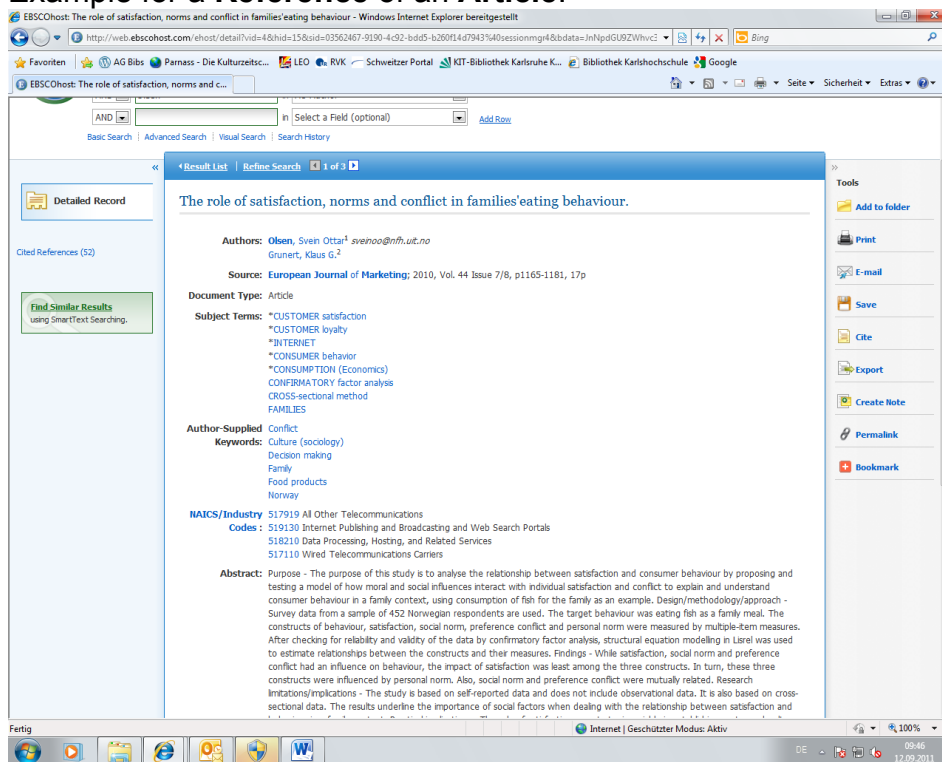 Example for a Reference of an Article:
EBSCOhost: The role of satisfaction, norms and conflict in families'eating behaviour - Windows Internet Explorer bereitgestellt
http://web.ebscohost.com/ehost/detail?vid=4&hid=15&sid=03562467-9190-4c92-bdd5-b260f14d7943%40sessionmgr4&bdata=JnNpdGU9ZWhvc3 Bing
Favoriten AG Bibs Parnass - Die Kulturzeitsc... LEO RVK Schweitzer Portal KIT-Bibliothek Karlsruhe K... Bibliothek Karlshochschule Google
EBSCOhost: The role of satisfaction, norms and c... Seite Sicherheit Extras
AND in Select a Field (optional) Add Row
Basic Search | Advanced Search | Visual Search | Search History
« Result List | Refine Search 1 of 3 »
Detailed Record
Cited References (52)
Find Similar Results
using SmartText Searching.
The role of satisfaction, norms and conflict in families'eating behaviour.
Authors: Olsen, Svein Ottar1 sveinoo@nfh.uit.no
Grunert, Klaus G.2
Source: European Journal of Marketing; 2010, Vol. 44 Issue 7/8, p1165-1181, 17p
Document Type: Article
Subject Terms: *CUSTOMER satisfaction
*CUSTOMER loyalty
*INTERNET
*CONSUMER behavior
*CONSUMPTION (Economics)
CONFIRMATORY factor analysis
CROSS-sectional method
FAMILIES
Author-Supplied Conflict
Keywords: Culture (sociology)
Decision making
Family
Food products
Norway
NAICS/Industry 517919 All Other Telecommunications
Codes : 519130 Internet Publishing and Broadcasting and Web Search Portals
518210 Data Processing, Hosting, and Related Services
517110 Wired Telecommunications Carriers
Abstract: Purpose - The purpose of this study is to analyse the relationship between satisfaction and consumer behaviour by proposing and
testing a model of how moral and social influences interact with individual satisfaction and conflict to explain and understand
consumer behaviour in a family context, using consumption of fish for the family as an example. Design/methodology/approach -
Survey data from a sample of 452 Norwegian respondents are used. The target behaviour was eating fish as a family meal. The
constructs of behaviour, satisfaction, social norm, preference conflict and personal norm were measured by multiple-item measures.
After checking for reliability and validity of the data by confirmatory factor analysis, structural equation modelling in Lisrel was used
to estimate relationships between the constructs and their measures. Findings - While satisfaction, social norm and preference
conflict had an influence on behaviour, the impact of satisfaction was least among the three constructs. In turn, these three
constructs were influenced by personal norm. Also, social norm and preference conflict were mutually related. Research
limitations/implications - The study is based on self-reported data and does not include observational data. It is also based on cross-
sectional data. The results underline the importance of social factors when dealing with the relationship between satisfaction and
Tools
Add to folder
Print
E-mail
Save
Cite
Export
Create Note
Permalink
Bookmark
Fertig Internet | Geschützter Modus: Aktiv 100%
DE 09:46
12.09.2011